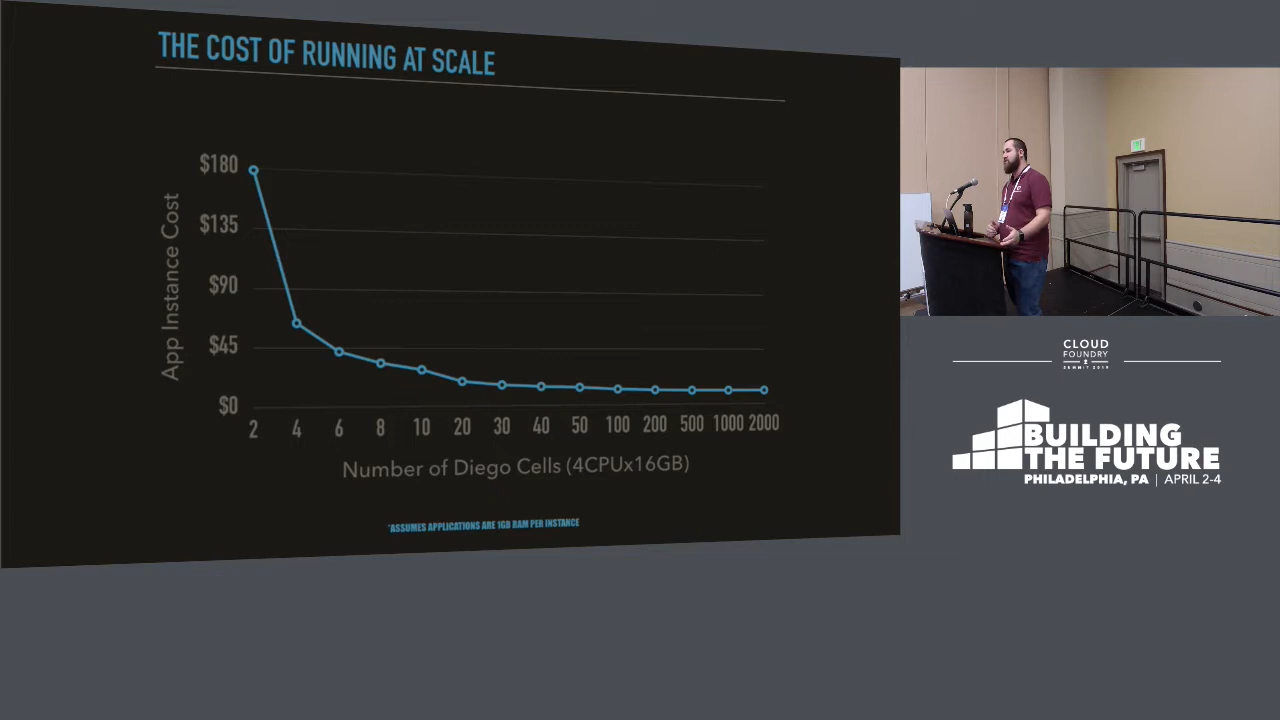 THE COST OF RUNNING AT SCALE
App Instance Cost
$180
$135
$90
$45
$0
2 4 6 8 10 20 30 40 50 100 200 500 1000 2000
Number of Diego Cells (4CPUx16GB)
*ASSUMES APPLICATIONS ARE 1GB RAM PER INSTANCE
CLOUD
FOUNDRY
SUMMIT 2019
BUILDING
THE FUTURE
PHILADELPHIA, PA | APRIL 2-4